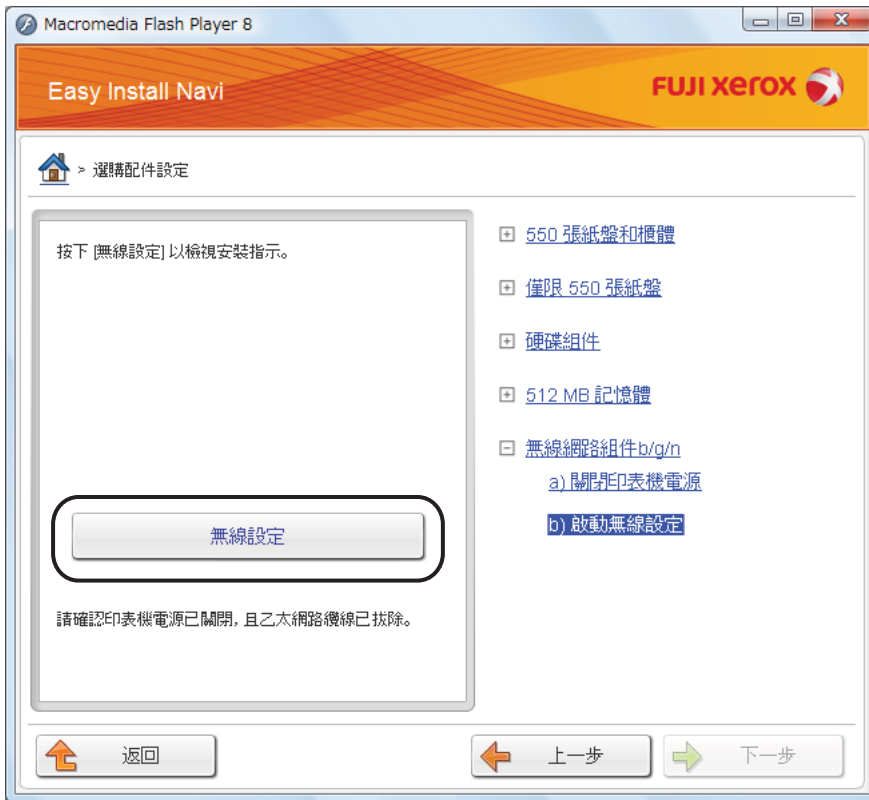 Macromedia Flash Player 8
Easy Install Navi
FUJI xerox
> 選購配件設定
按下 [無線設定] 以檢視安裝指示。
無線設定
請確認印表機電源已關閉, 且乙太網路纜線已拔除。
550 張紙盤和櫃體
僅限 550 張紙盤
硬碟組件
512 MB 記憶體
無線網路組件b/g/n
a) 關閉印表機電源
b) 啟動無線設定
返回
上一步
下一步